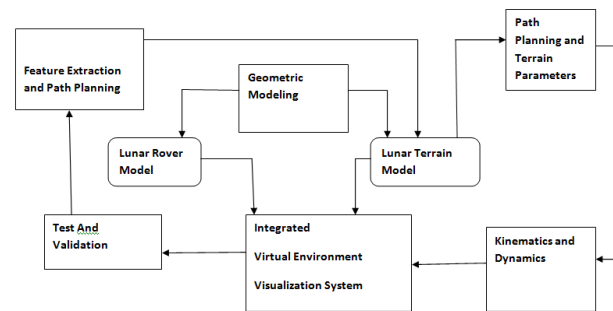 Path
Planning and
Terrain
Parameters
Feature Extraction
and Path Planning
Geometric
Modeling
Lunar Rover
Model
Lunar Terrain
Model
Test And
Validation
Integrated
Virtual Environment
Visualization System
Kinematics and
Dynamics